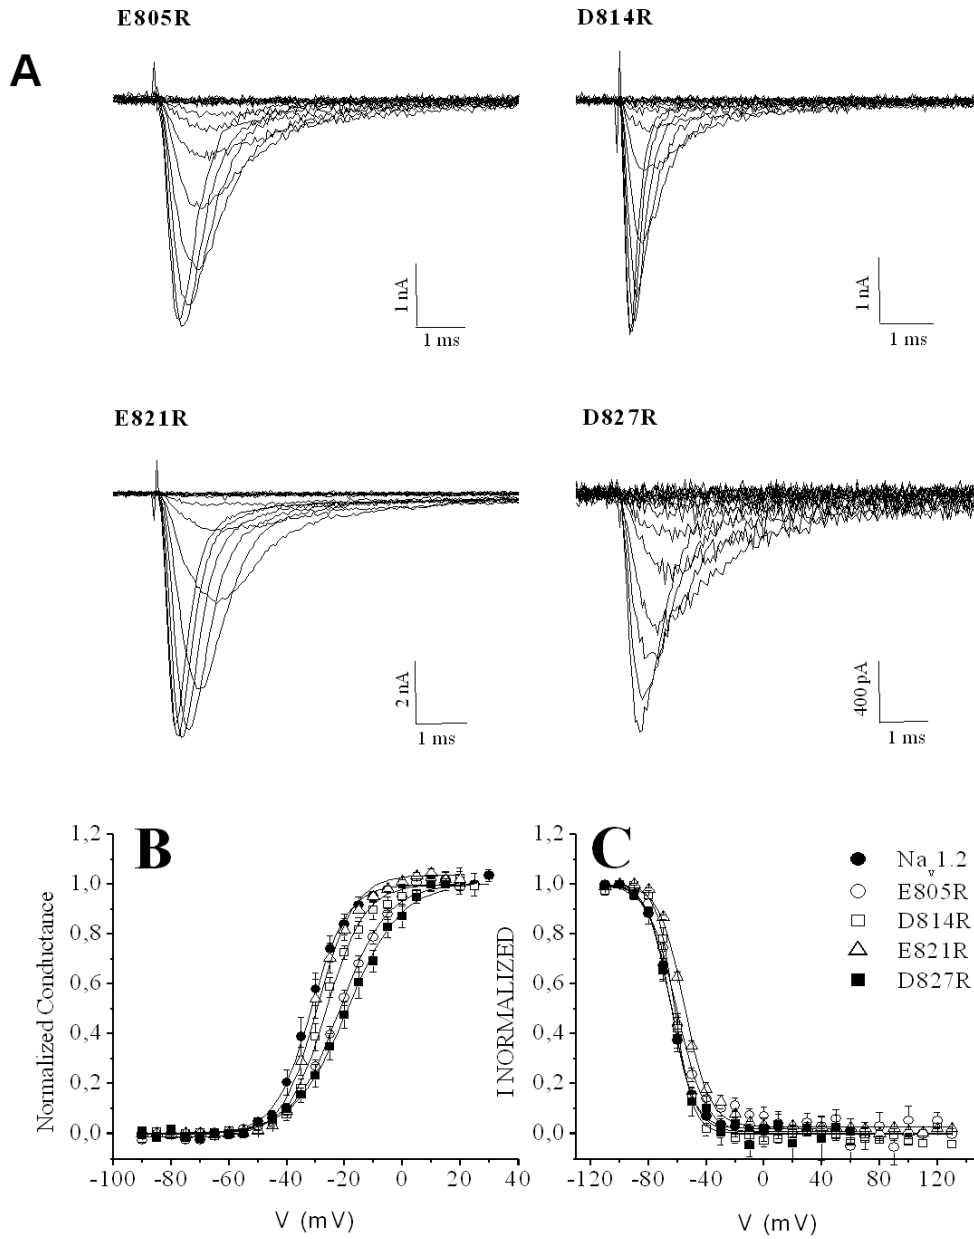 E805R
D814R
A
1 nA
1 ms
1 nA
1 ms
E821R
D827R
2 nA
1 ms
400 pA
1 ms
B
1,2
1,0
0,8
0,6
0,4
0,2
0,0
Normalized Conductance
-100 -80 -60 -40 -20 0 20 40
V (mV)
C
1,2
1,0
0,8
0,6
0,4
0,2
0,0
I NORMALIZED
-120 -80 -40 0 40 80 120
V (mV)
Nav1.2
E805R
D814R
E821R
D827R